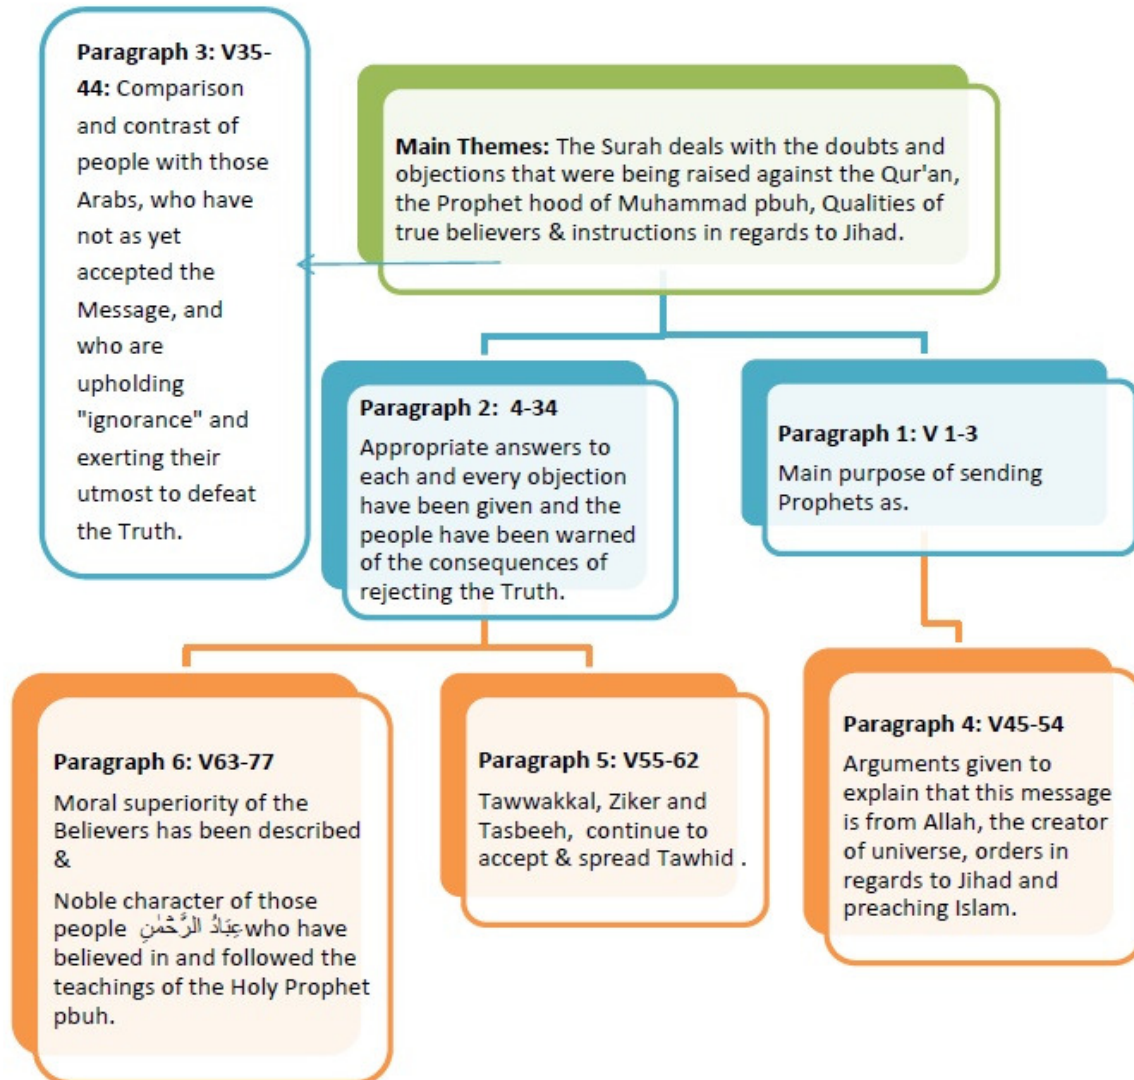 Paragraph 3: V35-
44: Comparison
and contrast of
people with those
Arabs, who have
not as yet
accepted the
Message, and
who are
upholding
"ignorance" and
exerting their
utmost to defeat
the Truth.
Main Themes: The Surah deals with the doubts and
objections that were being raised against the Qur'an,
the Prophet hood of Muhammad pbuh, Qualities of
true believers & instructions in regards to Jihad.
Paragraph 2: 4-34
Appropriate answers to
each and every objection
have been given and the
people have been warned
of the consequences of
rejecting the Truth.
Paragraph 1: V 1-3
Main purpose of sending
Prophets as.
Paragraph 6: V63-77
Moral superiority of the
Believers has been described
&
Noble character of those
people عِبَادُ الرَّحْمٰنِ who have
believed in and followed the
teachings of the Holy Prophet
pbuh.
Paragraph 5: V55-62
Tawwakkal, Ziker and
Tasbeeh, continue to
accept & spread Tawhid .
Paragraph 4: V45-54
Arguments given to
explain that this message
is from Allah, the creator
of universe, orders in
regards to Jihad and
preaching Islam.